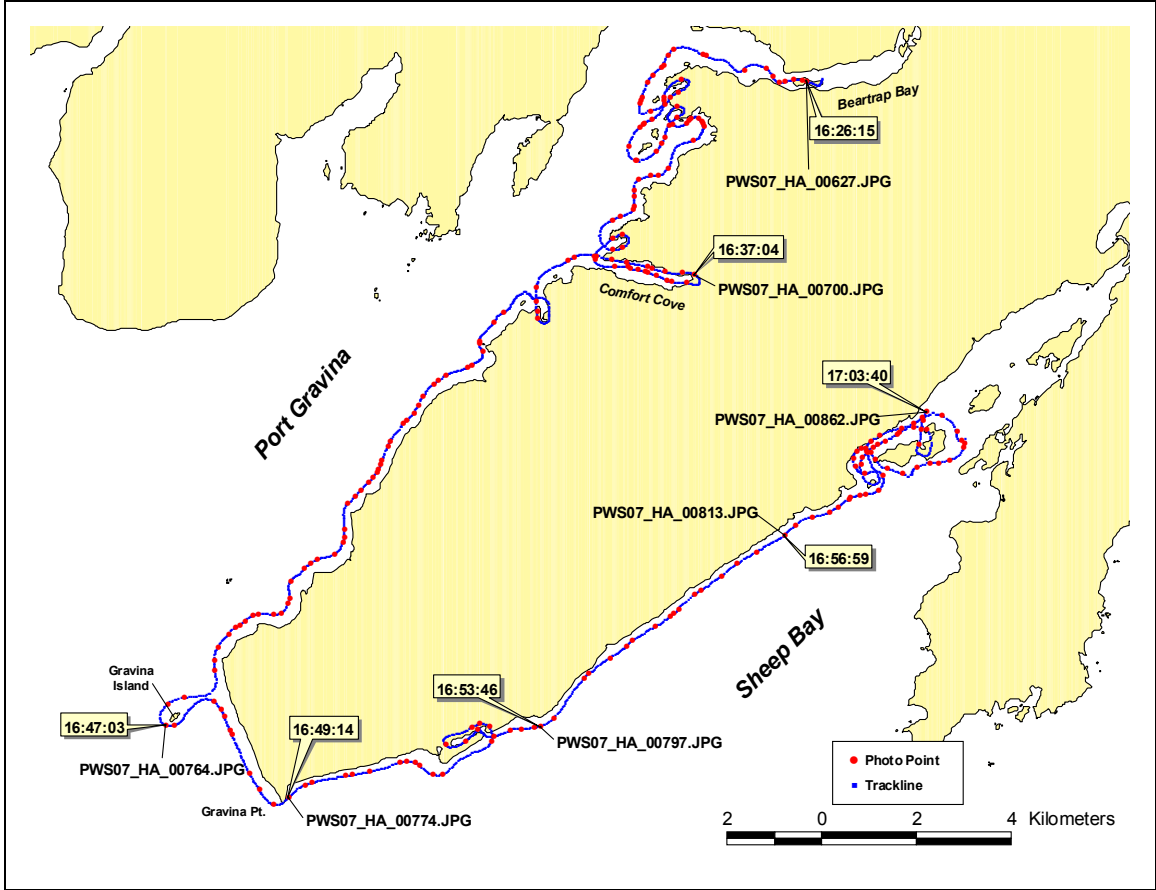 Beartrap Bay
16:26:15
PWS07_HA_00627.JPG
16:37:04
PWS07_HA_00700.JPG
Comfort Cove
Port Gravina
17:03:40
PWS07_HA_00862.JPG
PWS07_HA_00813.JPG
16:56:59
Sheep Bay
Gravina
Island
16:53:46
16:47:03
16:49:14
PWS07_HA_00797.JPG
PWS07_HA_00764.JPG
Gravina Pt.
PWS07_HA_00774.JPG
Photo Point
Trackline
2 0 2 4 Kilometers